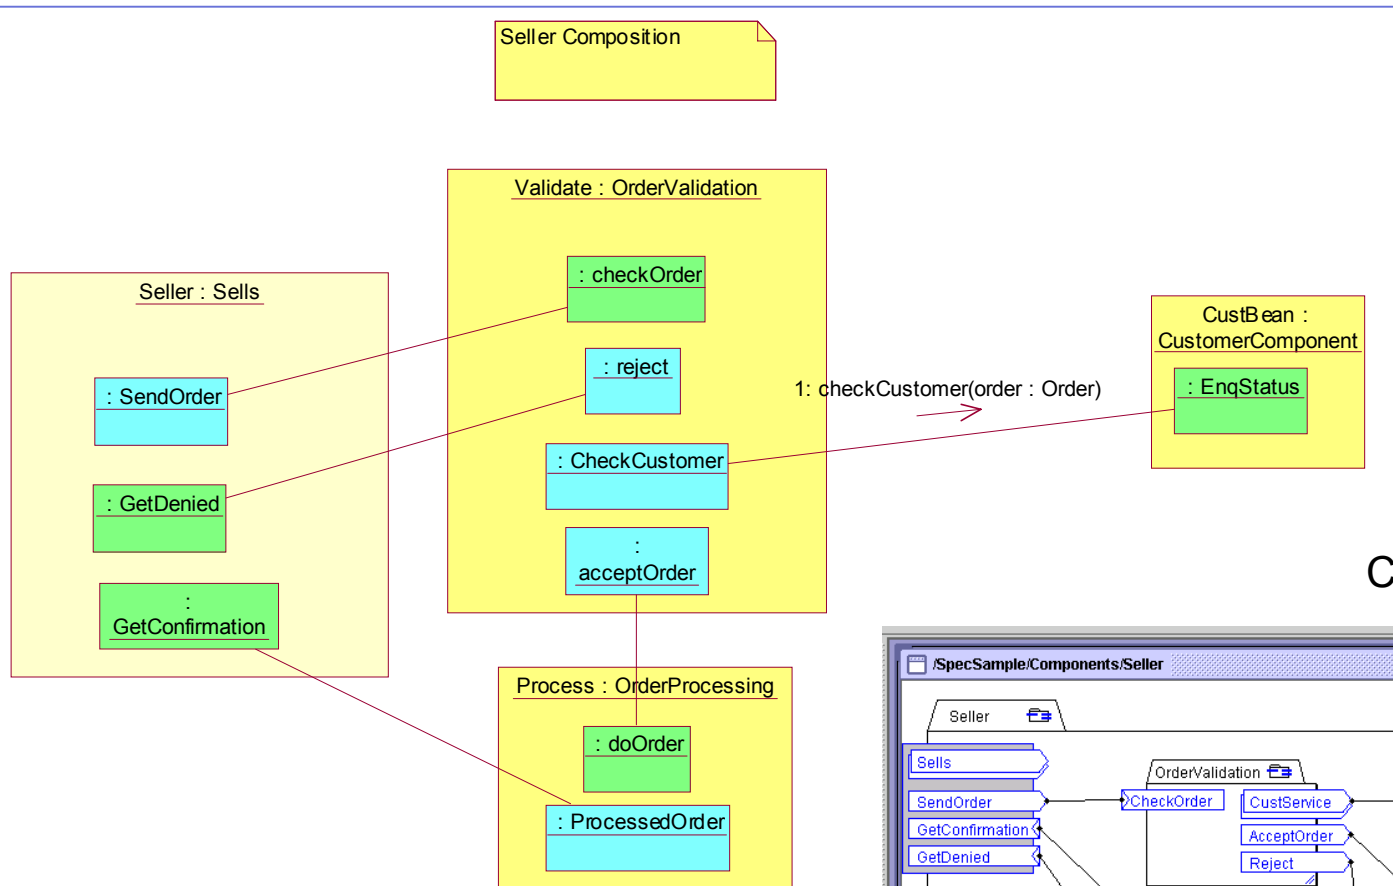 Seller Composition
Validate : OrderValidation
: checkOrder
Seller : Sells
CustBean :
CustomerComponent
: reject
: EnqStatus
1: checkCustomer(order : Order)
: SendOrder
: CheckCustomer
: GetDenied
:
acceptOrder
C
:
GetConfirmation
/SpecSample/Components/Seller
Process : OrderProcessing
Seller
: doOrder
Sells
OrderValidation
SendOrder
CheckOrder
CustService
: ProcessedOrder
GetConfirmation
AcceptOrder
GetDenied
Reject